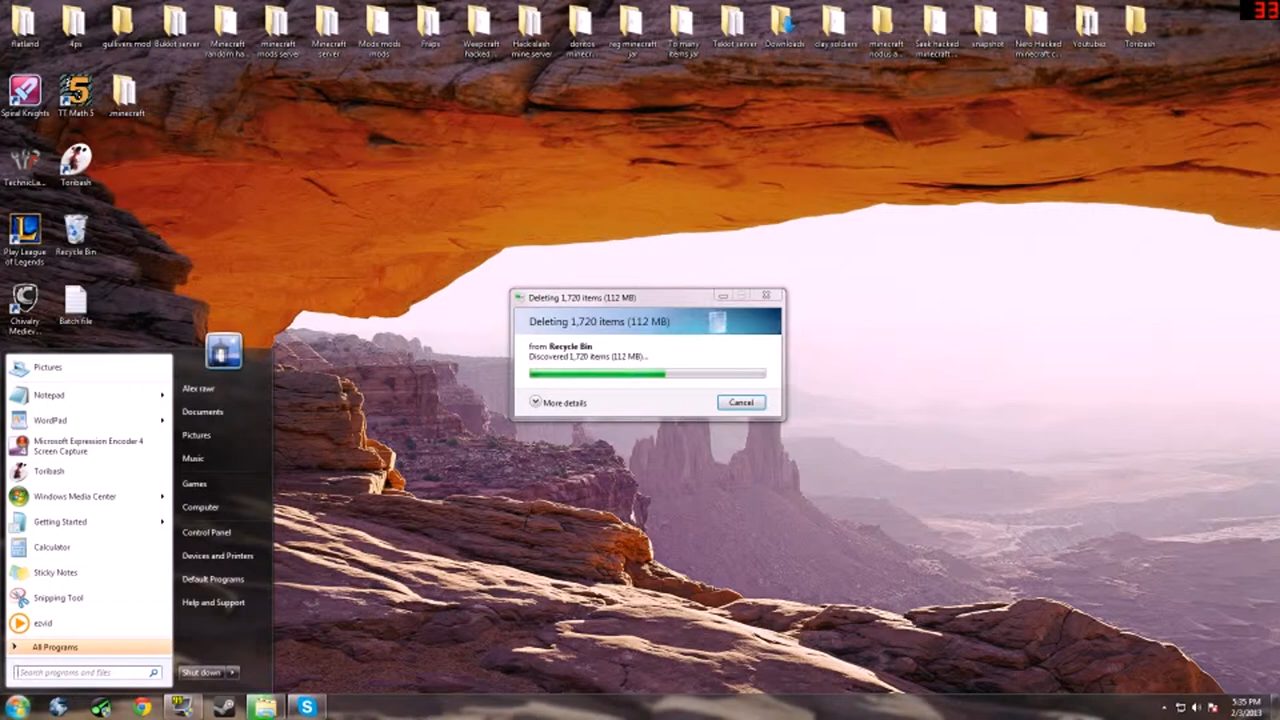 33
flatland
4ps
gullivers mod
Bukkit server
Minecraft random ha...
minecraft mods server
Minecraft server
Mods mods mods
Fraps
Weepcraft hacked...
Hack slash mine server
doritos minecr...
reg minecraft jar
To many items jar
Tekkit server
Downloads
clay soldiers
minecraft nodus a...
Seek hacked minecraft ...
snapshot
Nero Hacked minecraft c...
Youtubez
Toribash
Spiral Knights
TT Math 5
.minecraft
TechnicLa...
Toribash
Play League of Legends
Recycle Bin
Chivalry Mediev...
Batch file
Deleting 1,720 items (112 MB)
Deleting 1,720 items (112 MB)
from Recycle Bin
Discovered 1,720 items (112 MB)...
More details
Cancel
Pictures
Notepad
WordPad
Microsoft Expression Encoder 4
Screen Capture
Toribash
Windows Media Center
Getting Started
Calculator
Sticky Notes
Snipping Tool
ezvid
All Programs
Search programs and files
Alex rawr
Documents
Pictures
Music
Games
Computer
Control Panel
Devices and Printers
Default Programs
Help and Support
Shut down
5:35 PM
2/3/2013